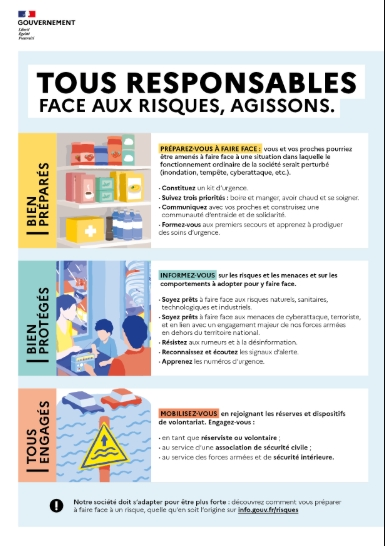 GOUVERNEMENT
Liberté
Égalité
Fraternité
TOUS RESPONSABLES
FACE AUX RISQUES, AGISSONS.
BIEN
PRÉPARÉS
PRÉPAREZ-VOUS À FAIRE FACE : vous et vos proches pourriez
être amenés à faire face à une situation dans laquelle le
fonctionnement ordinaire de la société serait perturbé
(inondation, tempête, cyberattaque, etc.).
• Constituez un kit d'urgence.
• Suivez trois priorités : boire et manger, avoir chaud et se soigner.
• Communiquez avec vos proches et construisez une
communauté d'entraide et de solidarité.
• Formez-vous aux premiers secours et apprenez à prodiguer
des soins d'urgence.
BIEN
PROTÉGÉS
INFORMEZ-VOUS sur les risques et les menaces et sur les
comportements à adopter pour y faire face.
• Soyez prêts à faire face aux risques naturels, sanitaires,
technologiques et industriels.
• Soyez prêts à faire face aux menaces de cyberattaque, terroriste,
et en lien avec un engagement majeur de nos forces armées
en dehors du territoire national.
• Résistez aux rumeurs et à la désinformation.
• Reconnaissez et écoutez les signaux d'alerte.
• Apprenez les numéros d'urgence.
TOUS
ENGAGÉS
MOBILISEZ-VOUS en rejoignant les réserves et dispositifs
de volontariat. Engagez-vous :
• en tant que réserviste ou volontaire ;
• au service d'une association de sécurité civile ;
• au service des forces armées et de sécurité intérieure.
Notre société doit s'adapter pour être plus forte : découvrez comment vous préparer
à faire face à un risque, quelle qu'en soit l'origine sur info.gouv.fr/risques